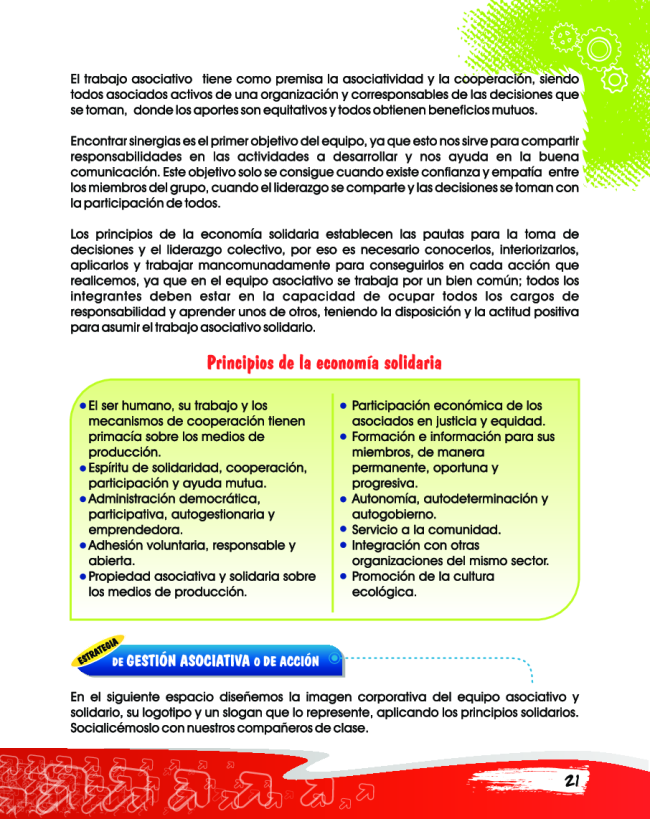 El trabajo asociativo tiene como premisa la asociatividad y la cooperación, siendo
todos asociados activos de una organización y corresponsables de las decisiones que
se toman, donde los aportes son equitativos y todos obtienen beneficios mutuos.
Encontrar sinergias es el primer objetivo del equipo, ya que esto nos sirve para compartir
responsabilidades en las actividades a desarrollar y nos ayuda en la buena
comunicación. Este objetivo solo se consigue cuando existe confianza y empatía entre
los miembros del grupo, cuando el liderazgo se comparte y las decisiones se toman con
la participación de todos.
Los principios de la economía solidaria establecen las pautas para la toma de
decisiones y el liderazgo colectivo, por eso es necesario conocerlos, interiorizarlos,
aplicarlos y trabajar mancomunadamente para conseguirlos en cada acción que
realicemos, ya que en el equipo asociativo se trabaja por un bien común; todos los
integrantes deben estar en la capacidad de ocupar todos los cargos de
responsabilidad y aprender unos de otros, teniendo la disposición y la actitud positiva
para asumir el trabajo asociativo solidario.
Principios de la economía solidaria
• El ser humano, su trabajo y los
mecanismos de cooperación tienen
primacía sobre los medios de
producción.
• Espíritu de solidaridad, cooperación,
participación y ayuda mutua.
• Administración democrática,
participativa, autogestionaria y
emprendedora.
• Adhesión voluntaria, responsable y
abierta.
• Propiedad asociativa y solidaria sobre
los medios de producción.
• Participación económica de los
asociados en justicia y equidad.
• Formación e información para sus
miembros, de manera
permanente, oportuna y
progresiva.
• Autonomía, autodeterminación y
autogobierno.
• Servicio a la comunidad.
• Integración con otras
organizaciones del mismo sector.
• Promoción de la cultura
ecológica.
ESTRATEGIA
DE GESTIÓN ASOCIATIVA O DE ACCIÓN
En el siguiente espacio diseñemos la imagen corporativa del equipo asociativo y
solidario, su logotipo y un slogan que lo represente, aplicando los principios solidarios.
Socialicémoslo con nuestros compañeros de clase.
21